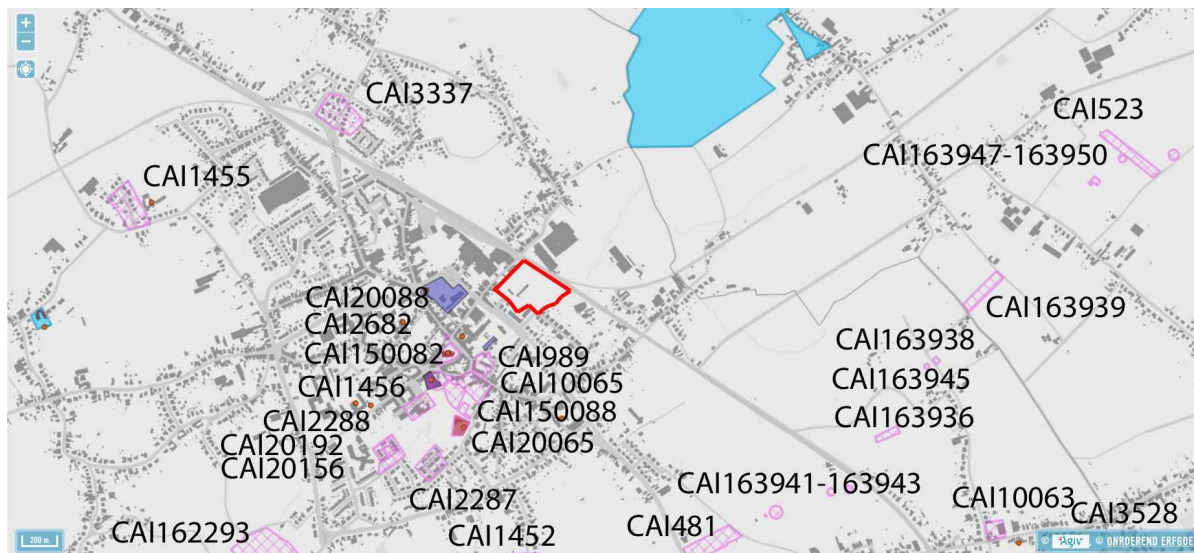 +
−
CAI3337
CAI523
CAI163947-163950
CAI1455
CAI20088
CAI2682
CAI150082
CAI1456
CAI2288
CAI20192
CAI20156
CAI989
CAI10065
CAI150088
CAI20065
CAI163939
CAI163938
CAI163945
CAI163936
CAI2287
CAI163941-163943
CAI10063
CAI3528
CAI162293
CAI1452
CAI481
200 m
© Agiv © ONROEREND ERFGOE